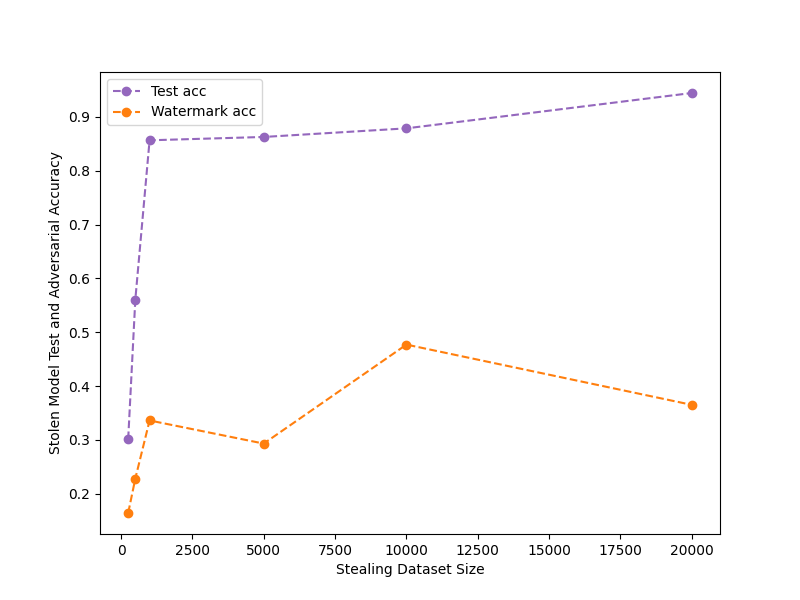 Test acc
Watermark acc
0.9
0.8
0.7
0.6
0.5
0.4
0.3
0.2
Stolen Model Test and Adversarial Accuracy
0 2500 5000 7500 10000 12500 15000 17500 20000
Stealing Dataset Size